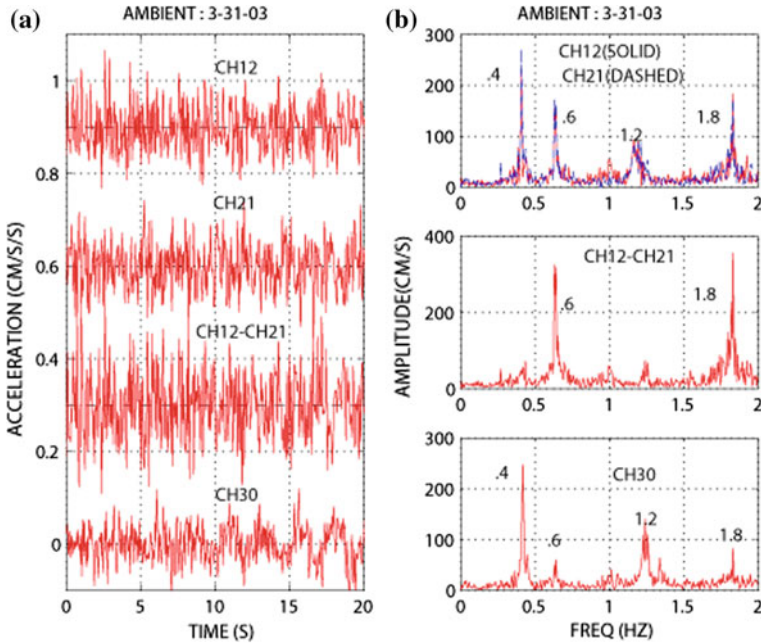 (a)
AMBIENT : 3-31-03
CH12
CH21
CH12-CH21
CH30
1
0.8
0.6
0.4
0.2
0
ACCELERATION (CM/S/S)
0 5 10 15 20
TIME (S)
(b)
AMBIENT : 3-31-03
300
200
100
0
CH12(SOLID)
CH21(DASHED)
.4
.6
1.2
1.8
0 0.5 1 1.5 2
400
200
0
CH12-CH21
.6
1.8
AMPLITUDE(CM/S)
0 0.5 1 1.5 2
300
200
100
0
CH30
.4
.6
1.2
1.8
0 0.5 1 1.5 2
FREQ (HZ)